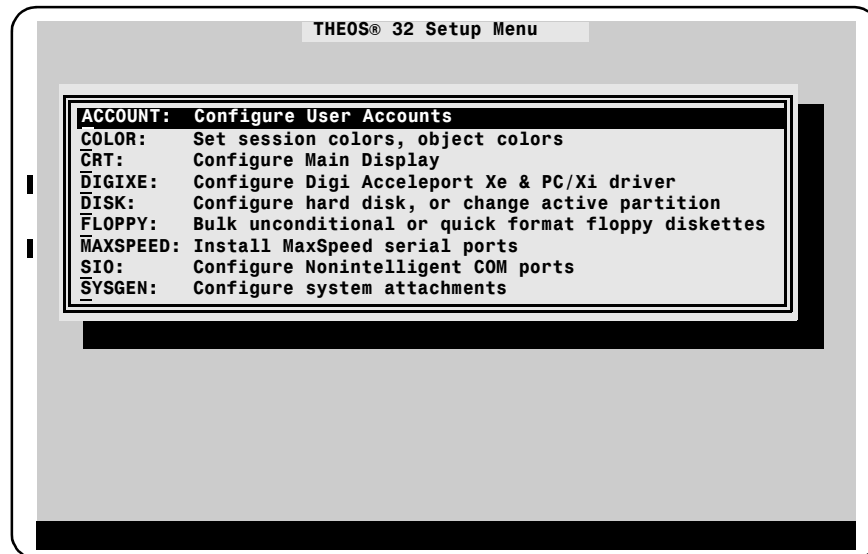 THEOS® 32 Setup Menu
ACCOUNT: Configure User Accounts
COLOR: Set session colors, object colors
CRT: Configure Main Display
DIGIXE: Configure Digi Acceleport Xe & PC/Xi driver
DISK: Configure hard disk, or change active partition
FLOPPY: Bulk unconditional or quick format floppy diskettes
MAXSPEED: Install MaxSpeed serial ports
SIO: Configure Nonintelligent COM ports
SYSGEN: Configure system attachments